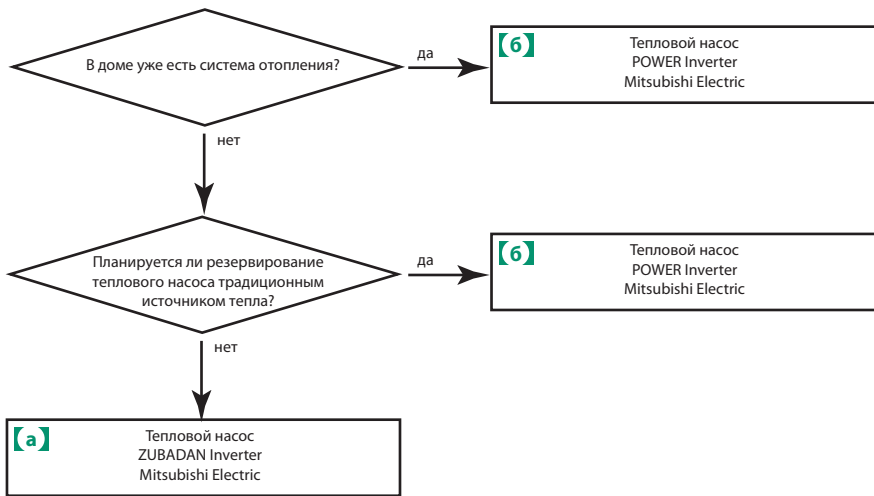 В доме уже есть система отопления?
да
【б】
Тепловой насос
POWER Inverter
Mitsubishi Electric
нет
Планируется ли резервирование
теплового насоса традиционным
источником тепла?
да
【б】
Тепловой насос
POWER Inverter
Mitsubishi Electric
нет
【а】
Тепловой насос
ZUBADAN Inverter
Mitsubishi Electric